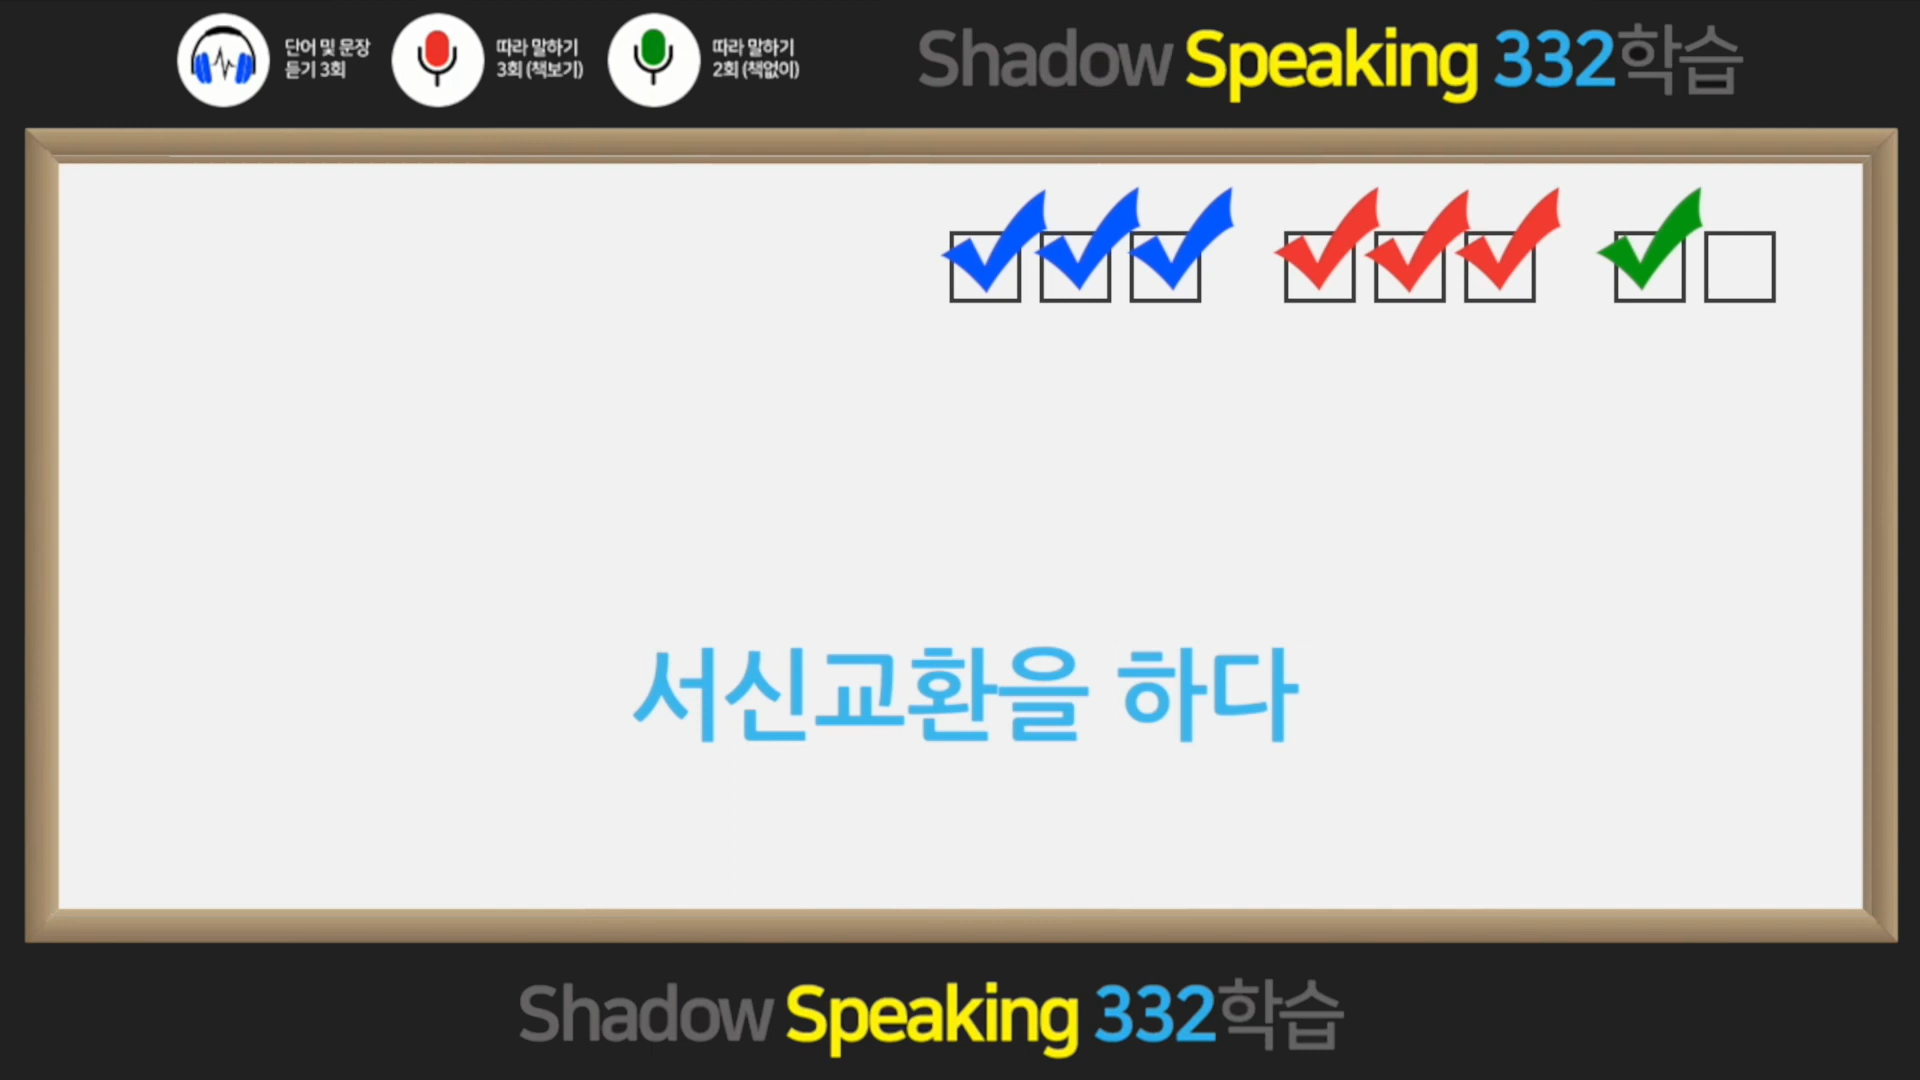 단어 및 문장
듣기 3회
따라 말하기
3회 (책보기)
따라 말하기
2회 (책없이)
Shadow Speaking 332학습
서신교환을 하다
Shadow Speaking 332학습